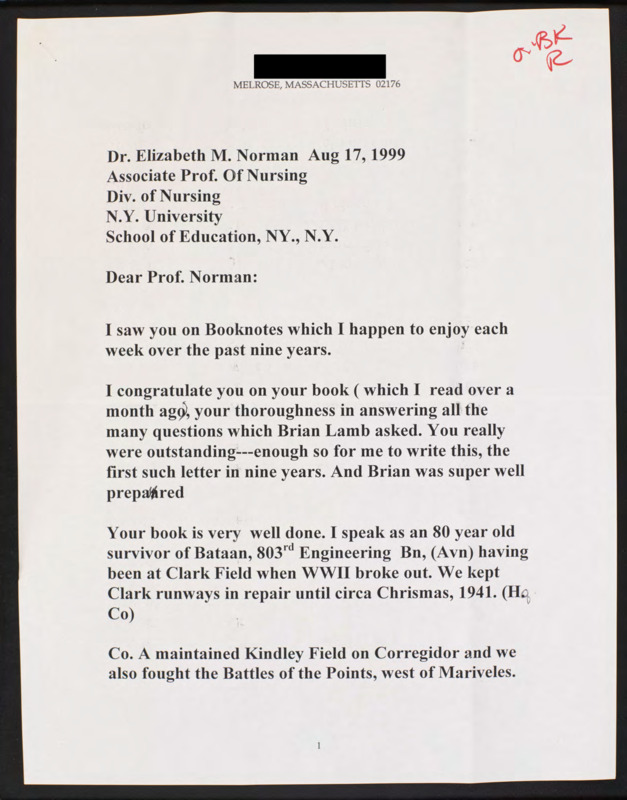 a. BK
R
MELROSE, MASSACHUSETTS 02176
Dr. Elizabeth M. Norman Aug 17, 1999
Associate Prof. Of Nursing
Div. of Nursing
N.Y. University
School of Education, NY., N.Y.
Dear Prof. Norman:
I saw you on Booknotes which I happen to enjoy each
week over the past nine years.
I congratulate you on your book ( which I read over a
month ago), your thoroughness in answering all the
many questions which Brian Lamb asked. You really
were outstanding---enough so for me to write this, the
first such letter in nine years. And Brian was super well
prepared
Your book is very well done. I speak as an 80 year old
survivor of Bataan, 803rd Engineering Bn, (Avn) having
been at Clark Field when WWII broke out. We kept
Clark runways in repair until circa Chrismas, 1941. (Hq
Co)
Co. A maintained Kindley Field on Corregidor and we
also fought the Battles of the Points, west of Mariveles.
1